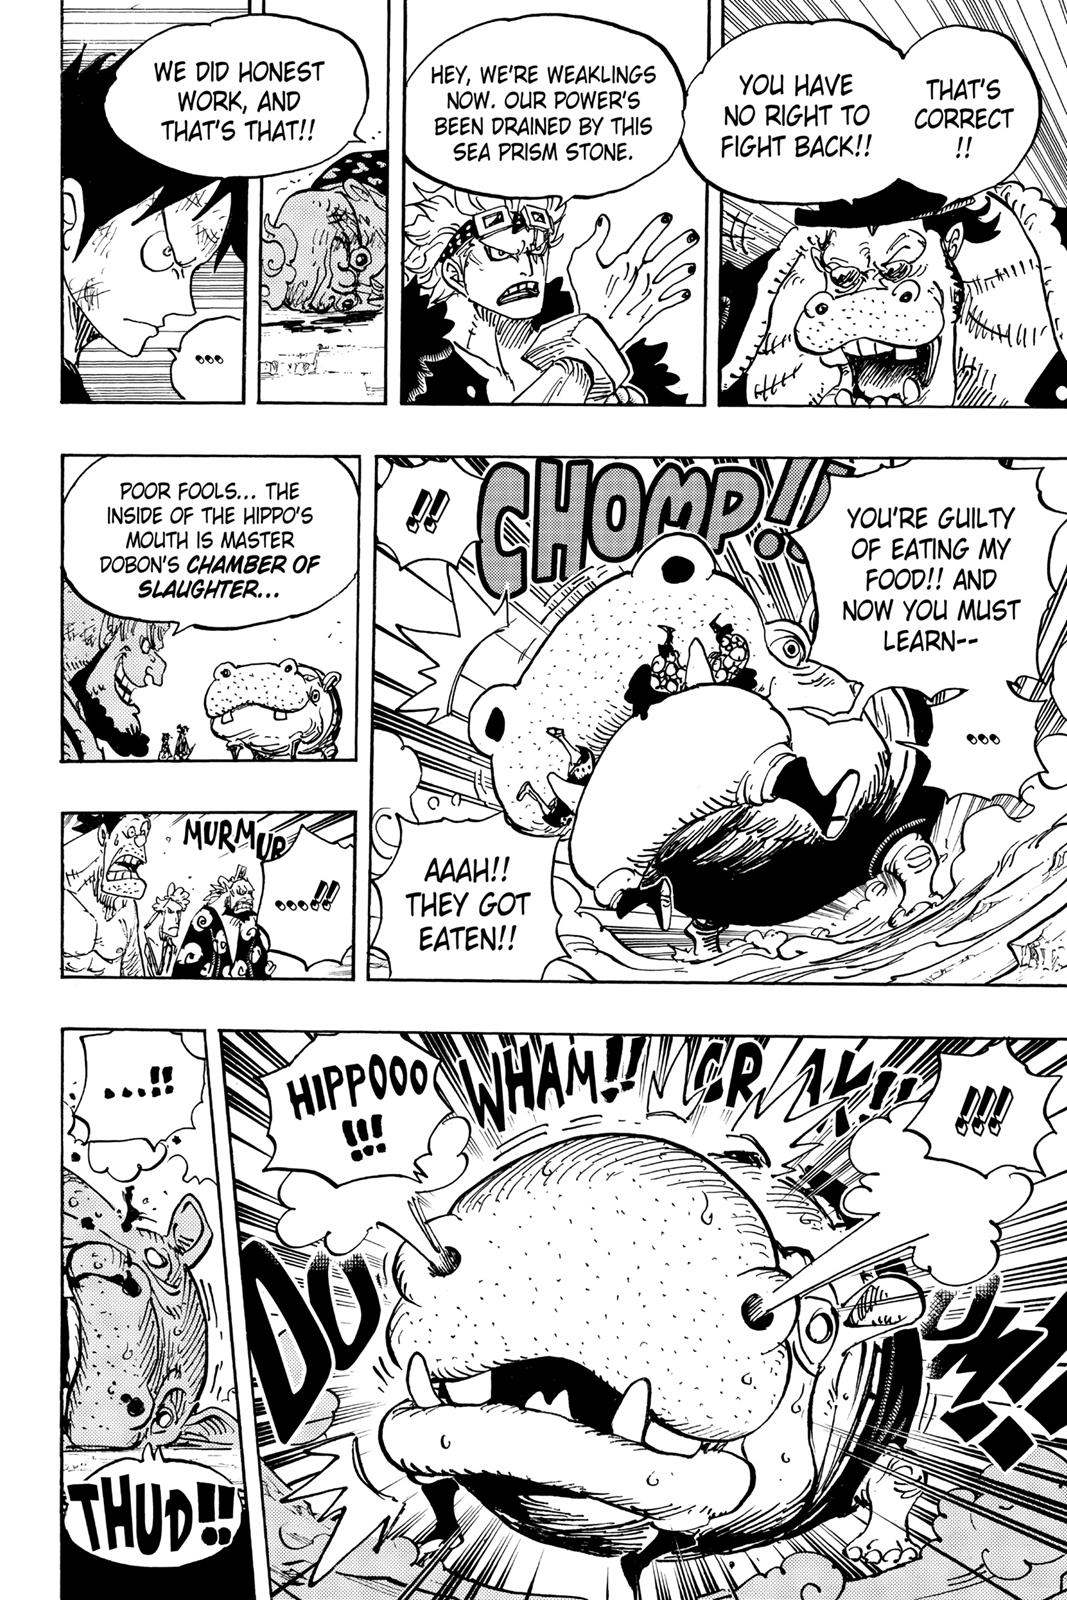 THAT'S
CORRECT
!!
YOU HAVE
NO RIGHT TO
FIGHT BACK!!
HEY, WE'RE WEAKLINGS
NOW. OUR POWER'S
BEEN DRAINED BY THIS
SEA PRISM STONE.
WE DID HONEST
WORK, AND
THAT'S THAT!!
...
YOU'RE GUILTY
OF EATING MY
FOOD!! AND
NOW YOU MUST
LEARN--
...
CHOMP!!
!!
AAAH!!
THEY GOT
EATEN!!
POOR FOOLS... THE
INSIDE OF THE HIPPO'S
MOUTH IS MASTER
DOBON'S CHAMBER OF
SLAUGHTER...
MURMUR
...!!
!!!
WHAM!!
HIPPOOO
!!!
...!!
THUD!!